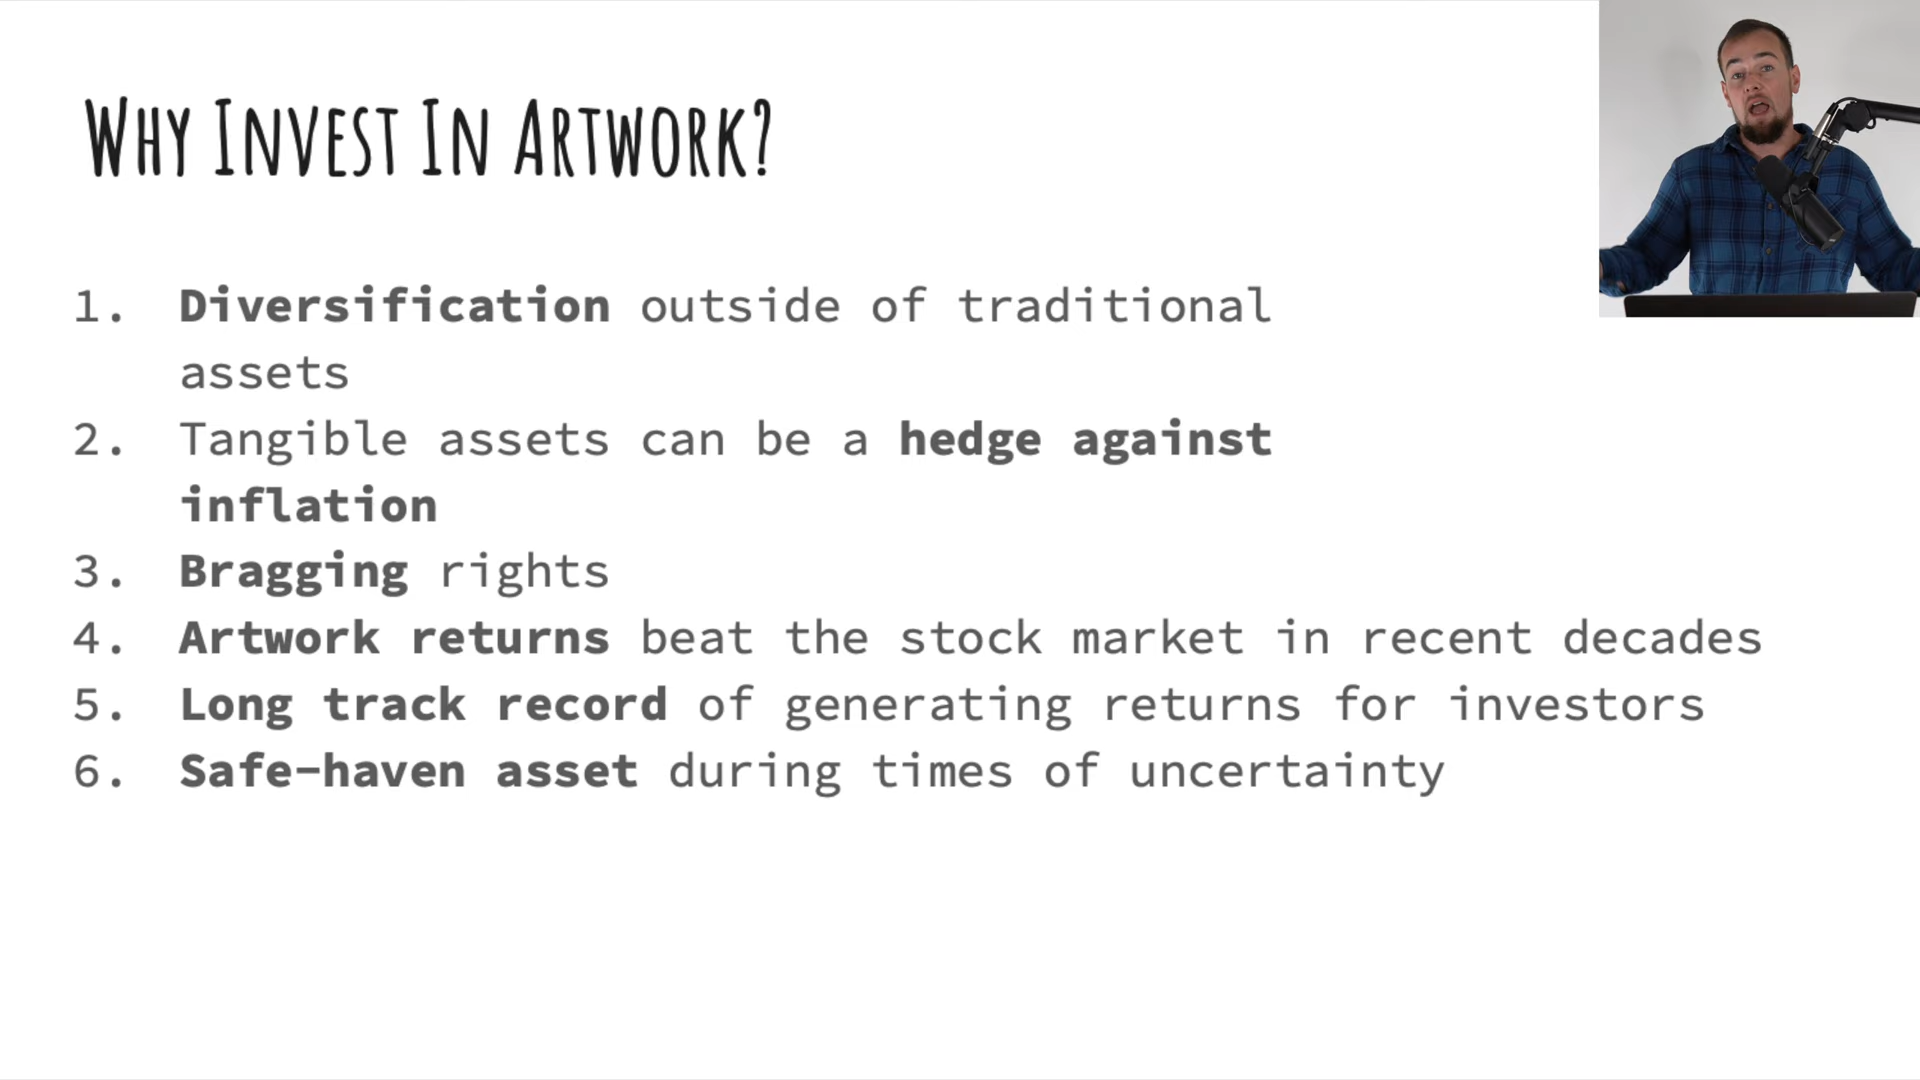 Why Invest In Artwork?
1. Diversification outside of traditional
assets
2. Tangible assets can be a hedge against
inflation
3. Bragging rights
4. Artwork returns beat the stock market in recent decades
5. Long track record of generating returns for investors
6. Safe-haven asset during times of uncertainty